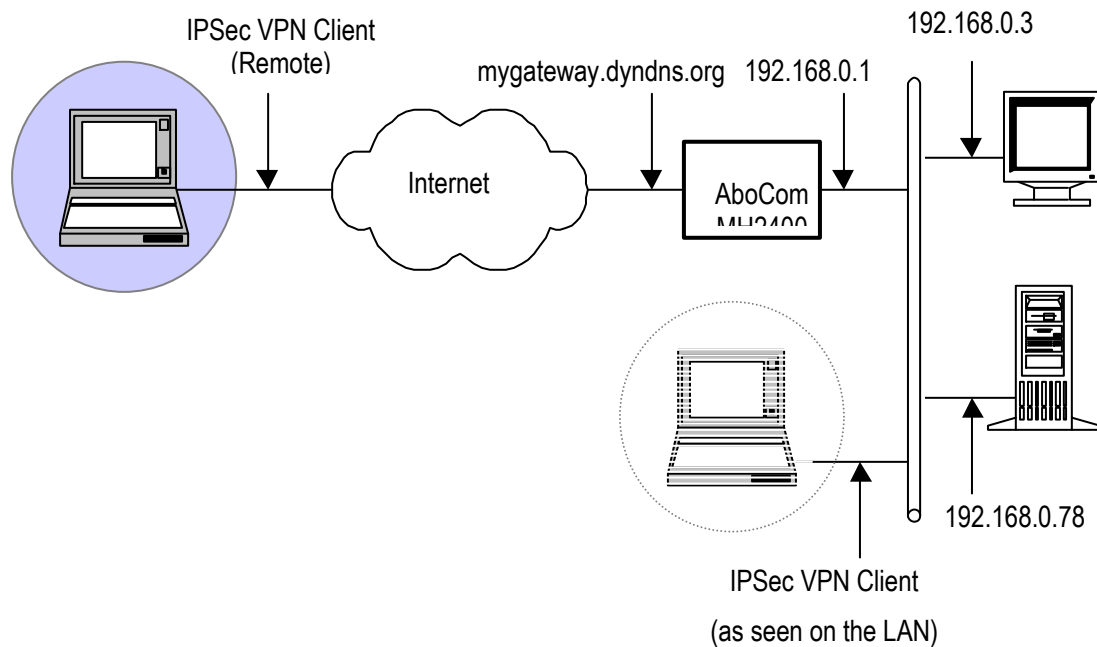 IPSec VPN Client
(Remote)
mygateway.dyndns.org
192.168.0.1
192.168.0.3
Internet
AboCom
MH2400
192.168.0.78
IPSec VPN Client
(as seen on the LAN)